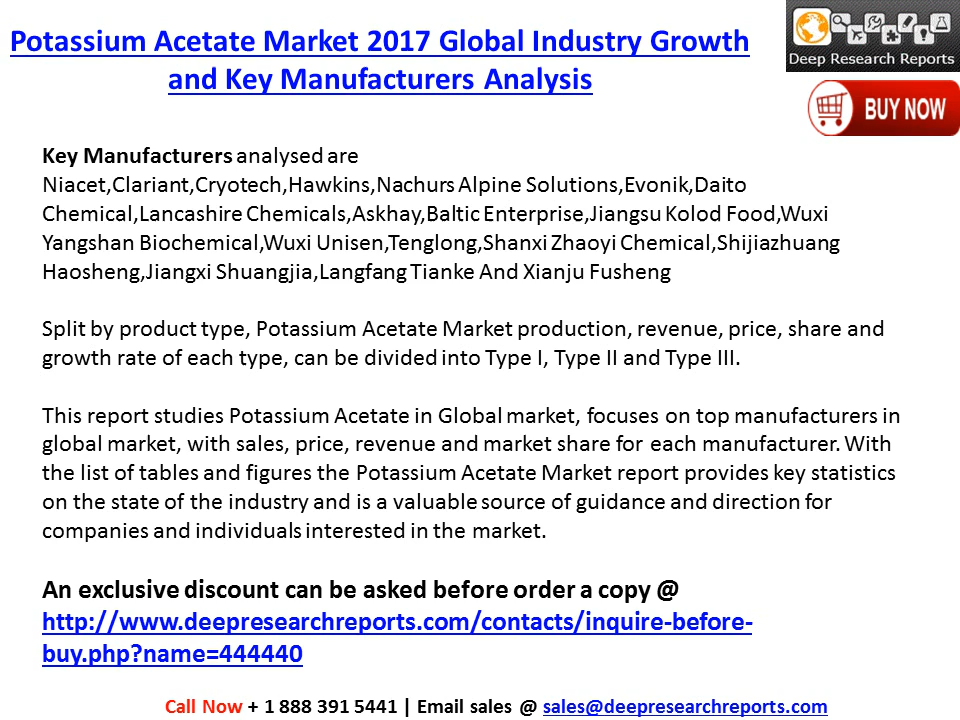 Potassium Acetate Market 2017 Global Industry Growth
and Key Manufacturers Analysis
Deep Research Reports
BUY NOW
Key Manufacturers analysed are
Niacet,Clariant,Cryotech,Hawkins,Nachurs Alpine Solutions,Evonik,Daito
Chemical,Lancashire Chemicals,Askhay,Baltic Enterprise,Jiangsu Kolod Food,Wuxi
Yangshan Biochemical,Wuxi Unisen,Tenglong,Shanxi Zhaoyi Chemical,Shijiazhuang
Haosheng,Jiangxi Shuangjia,Langfang Tianke And Xianju Fusheng
Split by product type, Potassium Acetate Market production, revenue, price, share and
growth rate of each type, can be divided into Type I, Type II and Type III.
This report studies Potassium Acetate in Global market, focuses on top manufacturers in
global market, with sales, price, revenue and market share for each manufacturer. With
the list of tables and figures the Potassium Acetate Market report provides key statistics
on the state of the industry and is a valuable source of guidance and direction for
companies and individuals interested in the market.
An exclusive discount can be asked before order a copy @
http://www.deepresearchreports.com/contacts/inquire-before-
buy.php?name=444440
Call Now + 1 888 391 5441 | Email sales @ sales@deepresearchreports.com